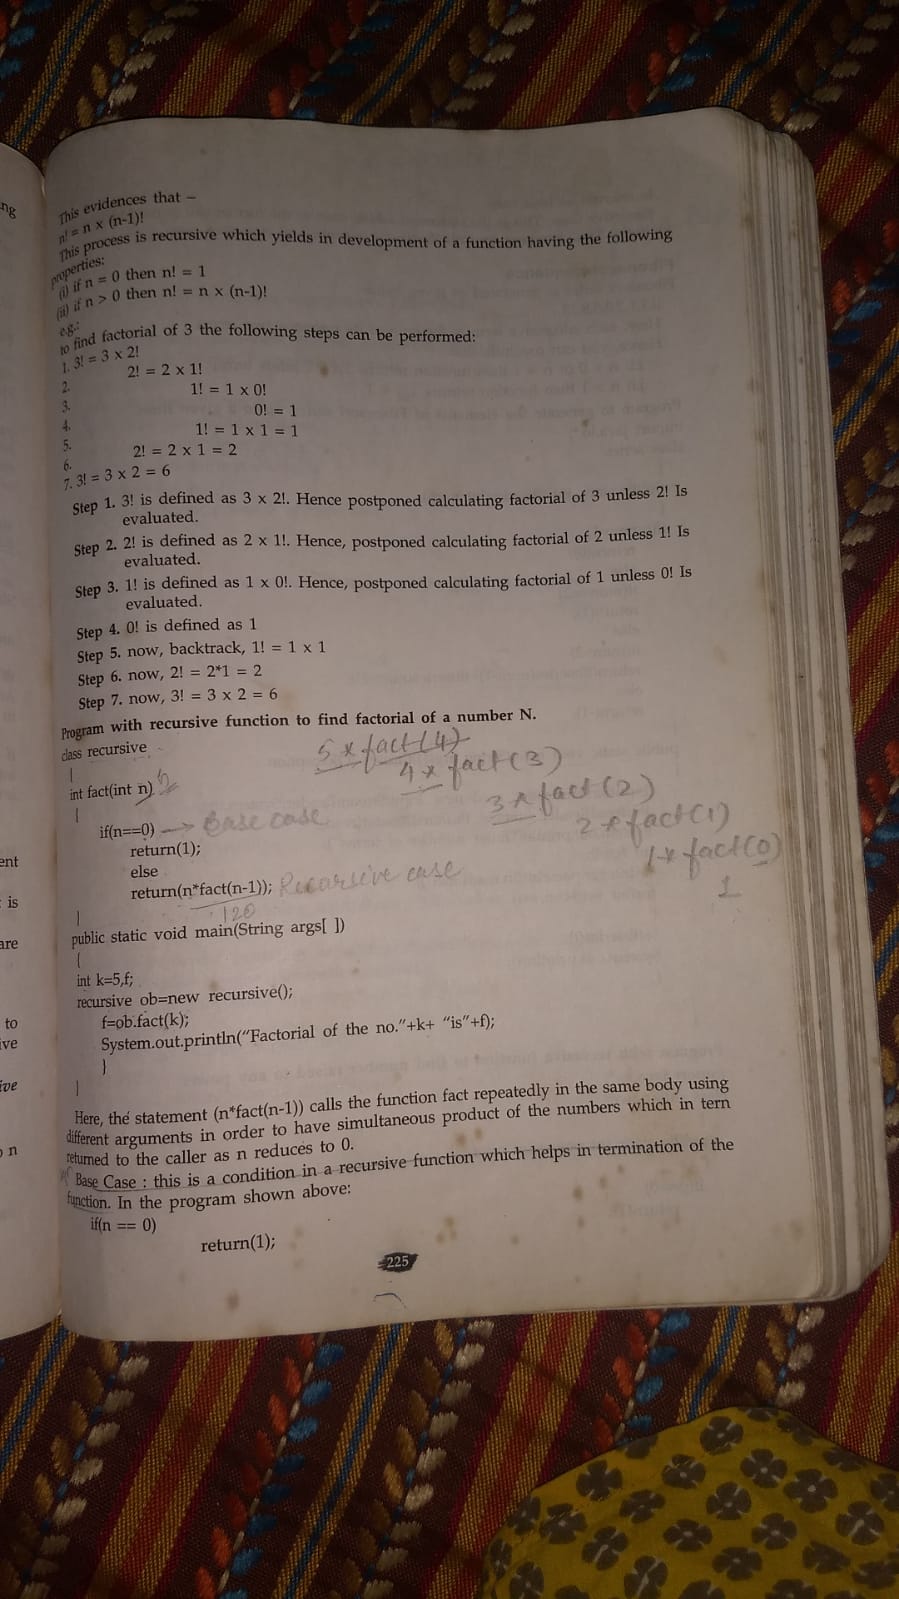 ng
This evidences that –
n! = n x (n-1)!
This process is recursive which yields in development of a function having the following
properties:
(i) if n = 0 then n! = 1
(ii) if n > 0 then n! = n x (n-1)!
e.g.:
to find factorial of 3 the following steps can be performed:
1. 3! = 3 x 2!
2. 2! = 2 x 1!
3. 1! = 1 x 0!
4. 0! = 1
5. 1! = 1 x 1 = 1
6. 2! = 2 x 1 = 2
7. 3! = 3 x 2 = 6
Step 1. 3! is defined as 3 x 2!. Hence postponed calculating factorial of 3 unless 2! Is
evaluated.
Step 2. 2! is defined as 2 x 1!. Hence, postponed calculating factorial of 2 unless 1! Is
evaluated.
Step 3. 1! is defined as 1 x 0!. Hence, postponed calculating factorial of 1 unless 0! Is
evaluated.
Step 4. 0! is defined as 1
Step 5. now, backtrack, 1! = 1 x 1
Step 6. now, 2! = 2*1 = 2
Step 7. now, 3! = 3 x 2 = 6
Program with recursive function to find factorial of a number N.
class recursive
5 * fact(4)
{
4 * fact(3)
int fact(int n)
3 * fact(2)
{
2 * fact(1)
if(n==0) → Base case
1 * fact(0)
return(1);
1
else
return(n*fact(n-1)); Recursive case
120
}
public static void main(String args[ ])
{
int k=5,f;
recursive ob=new recursive();
f=ob.fact(k);
System.out.println("Factorial of the no."+k+ "is"+f);
}
}
Here, the statement (n*fact(n-1)) calls the function fact repeatedly in the same body using
different arguments in order to have simultaneous product of the numbers which in tern
returned to the caller as n reduces to 0.
Base Case : this is a condition in a recursive function which helps in termination of the
function. In the program shown above:
if(n == 0)
return(1);
225
ent
is
are
to
ive
ive
n